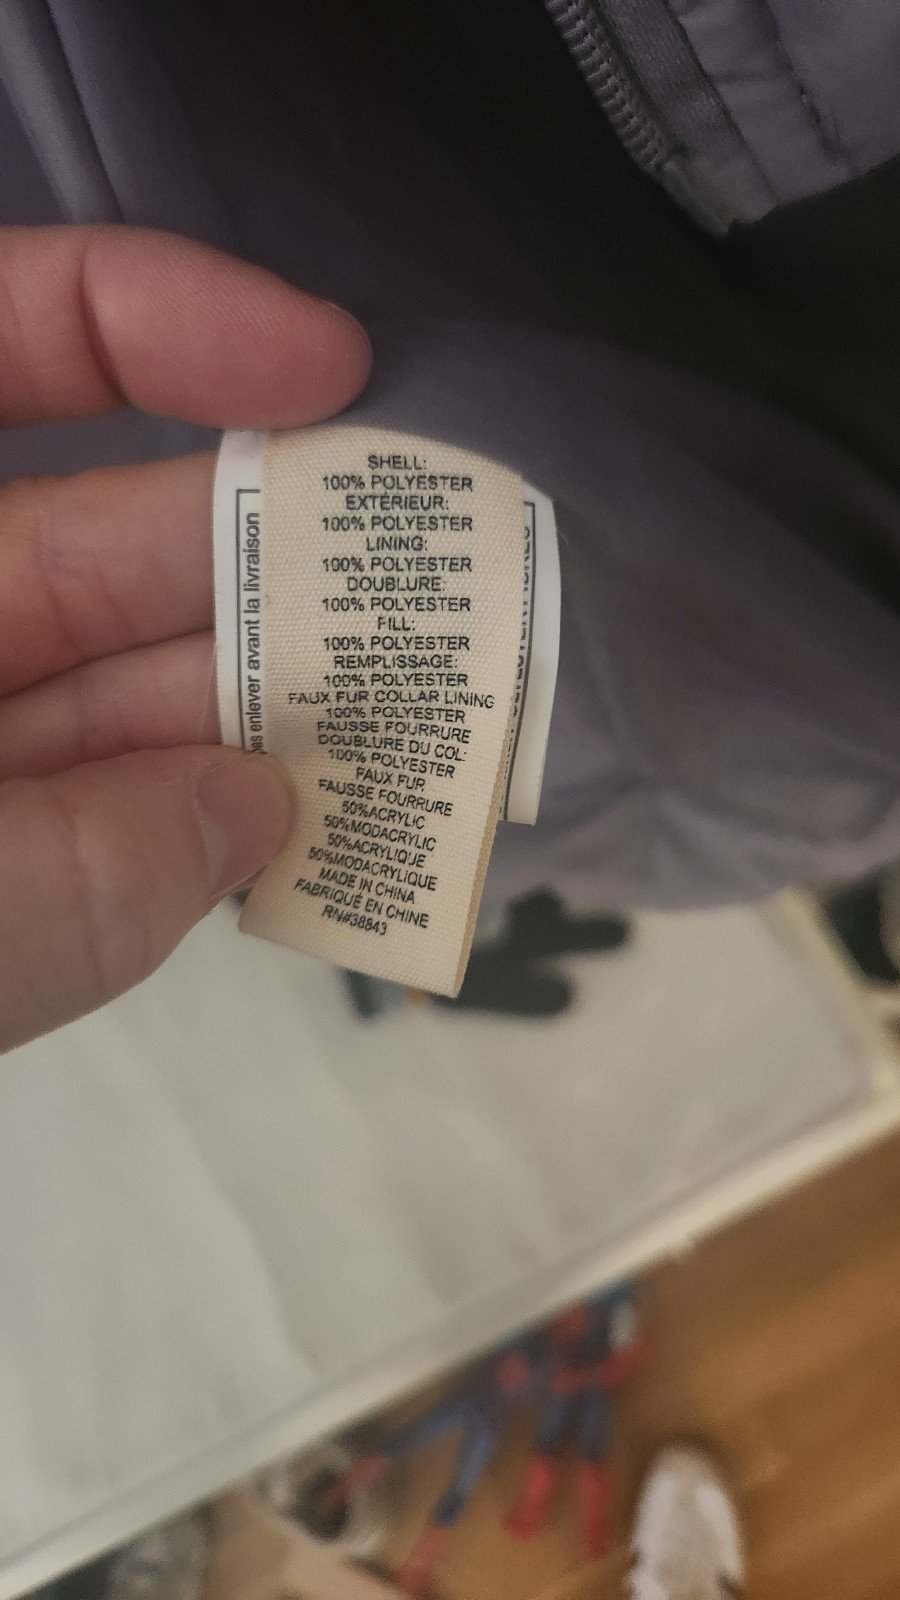 SHELL:
100% POLYESTER
EXTÉRIEUR:
100% POLYESTER
LINING:
100% POLYESTER
DOUBLURE:
100% POLYESTER
FILL:
100% POLYESTER
REMPLISSAGE:
100% POLYESTER
FAUX FUR COLLAR LINING
100% POLYESTER
FAUSSE FOURRURE
DOUBLURE DU COL:
100% POLYESTER
FAUX FUR
FAUSSE FOURRURE
50%ACRYLIC
50%MODACRYLIC
50%ACRYLIQUE
50%MODACRYLIQUE
MADE IN CHINA
FABRIQUÉ EN CHINE
RN#38843
pas enlever avant la livraison